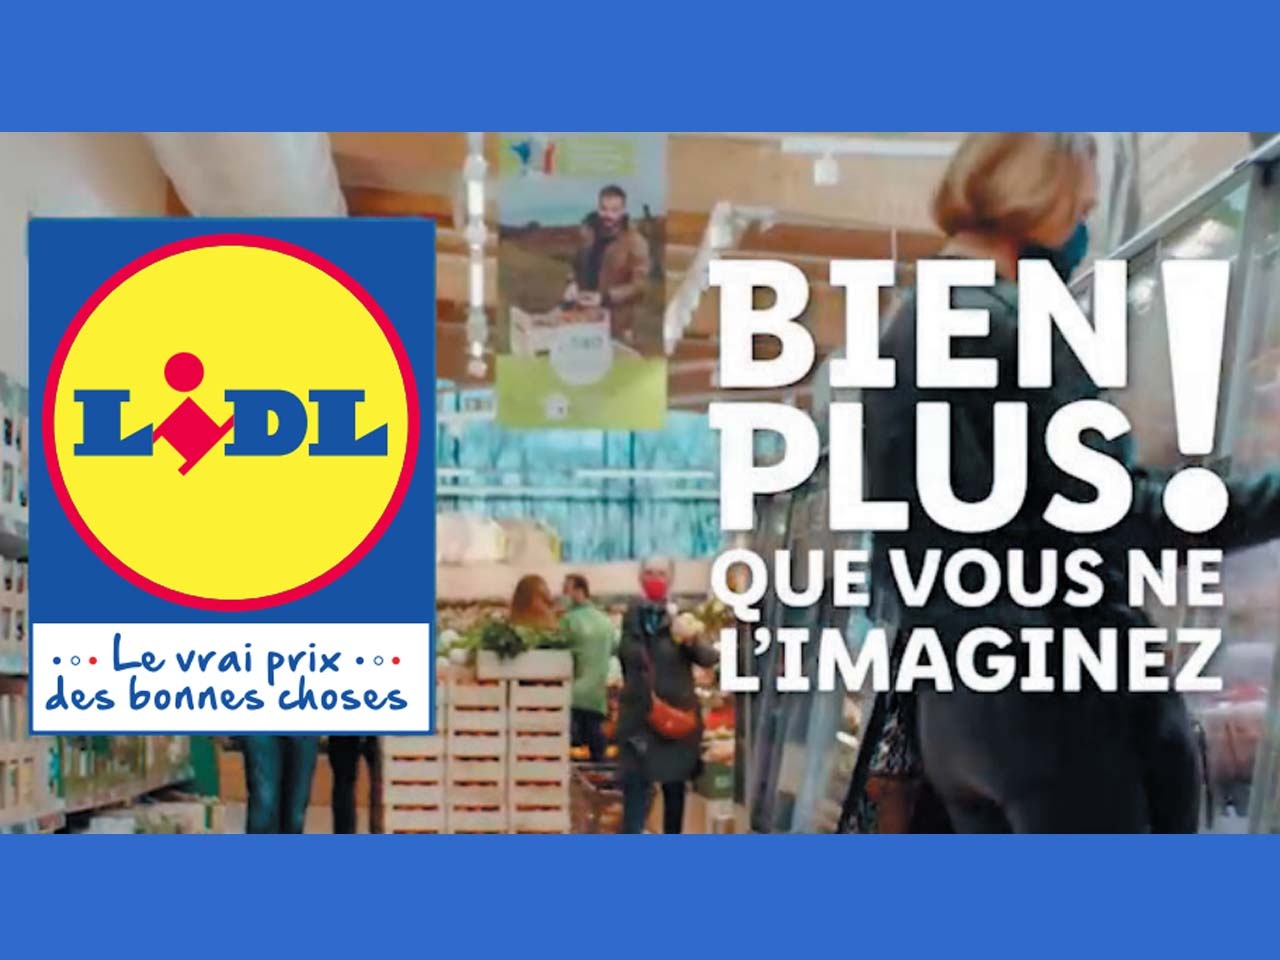 LiDL
Le vrai prix
des bonnes choses
BIEN
PLUS!
QUE VOUS NE
L'IMAGINEZ